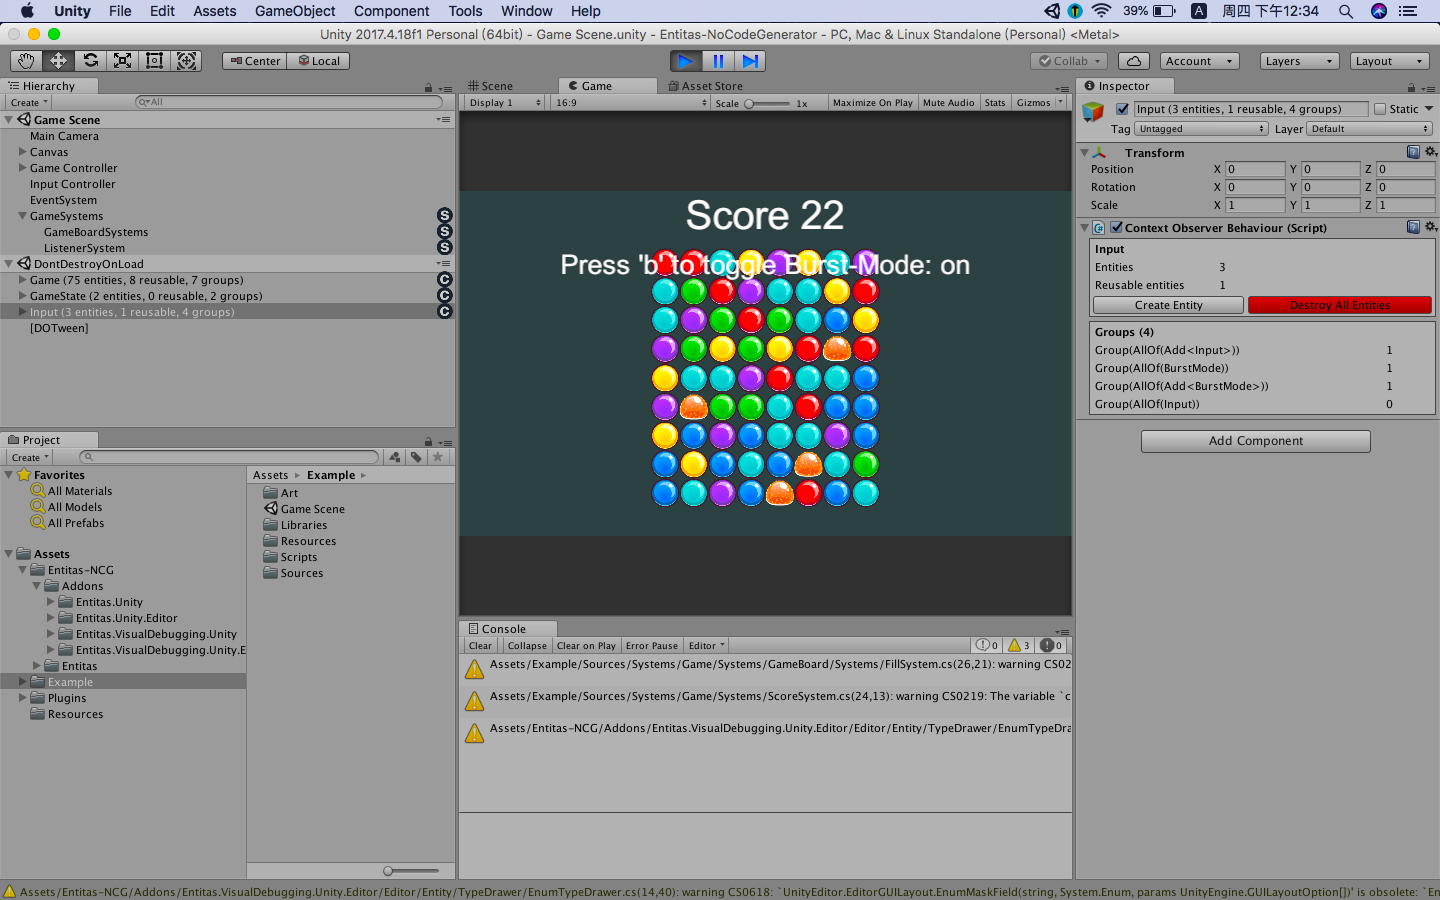 Unity File Edit Assets GameObject Component Tools Window Help 39% A 周四 下午12:34
Unity 2017.4.18f1 Personal (64bit) - Game Scene.unity - Entitas-NoCodeGenerator - PC, Mac & Linux Standalone (Personal) <Metal>
Center Local Collab Account Layers Layout
Hierarchy
Create All
Game Scene
Main Camera
Canvas
Game Controller
Input Controller
EventSystem
GameSystems S
GameBoardSystems S
ListenerSystem S
DontDestroyOnLoad
Game (75 entities, 8 reusable, 7 groups) C
GameState (2 entities, 0 reusable, 2 groups) C
Input (3 entities, 1 reusable, 4 groups) C
[DOTween]
Project
Create
Favorites
All Materials
All Models
All Prefabs
Assets
Entitas-NCG
Addons
Entitas.Unity
Entitas.Unity.Editor
Entitas.VisualDebugging.Unity
Entitas.VisualDebugging.Unity.E
Entitas
Example
Plugins
Resources
Assets Example
Art
Game Scene
Libraries
Resources
Scripts
Sources
Scene Game Asset Store
Display 1 16:9 Scale 1x Maximize On Play Mute Audio Stats Gizmos
Score 22
Press 'b' to toggle Burst-Mode: on
Console
Clear Collapse Clear on Play Error Pause Editor 0 3 0
Assets/Example/Sources/Systems/Game/Systems/GameBoard/Systems/FillSystem.cs(26,21): warning CS02
Assets/Example/Sources/Systems/Game/Systems/ScoreSystem.cs(24,13): warning CS0219: The variable `c
Assets/Entitas-NCG/Addons/Entitas.VisualDebugging.Unity.Editor/Editor/Entity/TypeDrawer/EnumTypeDra
Inspector
Input (3 entities, 1 reusable, 4 groups) Static
Tag Untagged Layer Default
Transform
Position X 0 Y 0 Z 0
Rotation X 0 Y 0 Z 0
Scale X 1 Y 1 Z 1
Context Observer Behaviour (Script)
Input
Entities 3
Reusable entities 1
Create Entity Destroy All Entities
Groups (4)
Group(AllOf(Add<Input>)) 1
Group(AllOf(BurstMode)) 1
Group(AllOf(Add<BurstMode>)) 1
Group(AllOf(Input)) 0
Add Component
Assets/Entitas-NCG/Addons/Entitas.VisualDebugging.Unity.Editor/Editor/Entity/TypeDrawer/EnumTypeDrawer.cs(14,40): warning CS0618: `UnityEditor.EditorGUILayout.EnumMaskField(string, System.Enum, params UnityEngine.GUILayoutOption[])' is obsolete: `En